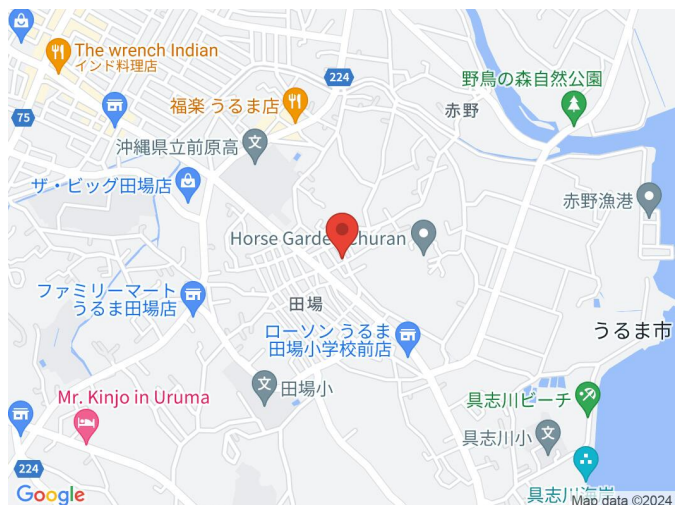 The wrench Indian
インド料理店
224
野鳥の森自然公園
福楽 うるま店
赤野
75
沖縄県立前原高
ザ・ビッグ田場店
赤野漁港
Horse Garden Churan
ファミリーマート
うるま田場店
田場
ローソン うるま
田場小学校前店
うるま市
田場小
Mr. Kinjo in Uruma
具志川ビーチ
具志川小
224
Google
具志川海岸
Map data ©2024